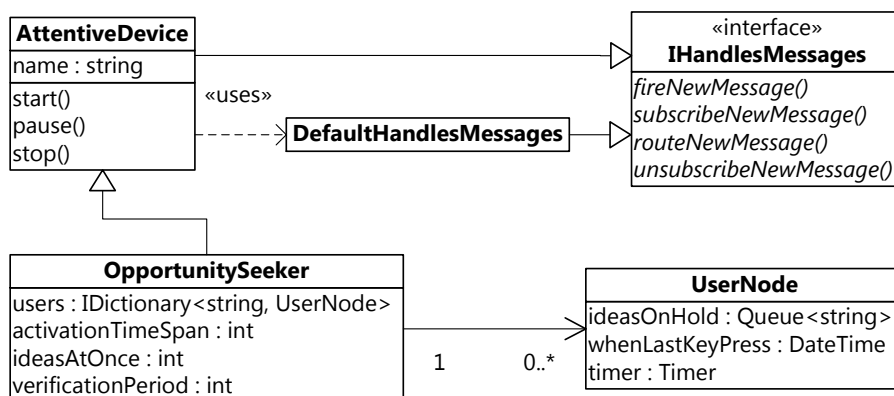 AttentiveDevice
name : string
start()
pause()
stop()
«uses»
DefaultHandlesMessages
«interface»
IHandlesMessages
fireNewMessage()
subscribeNewMessage()
routeNewMessage()
unsubscribeNewMessage()
OpportunitySeeker
users : IDictionary<string, UserNode>
activationTimeSpan : int
ideasAtOnce : int
verificationPeriod : int
1
0..*
UserNode
ideasOnHold : Queue<string>
whenLastKeyPress : DateTime
timer : Timer